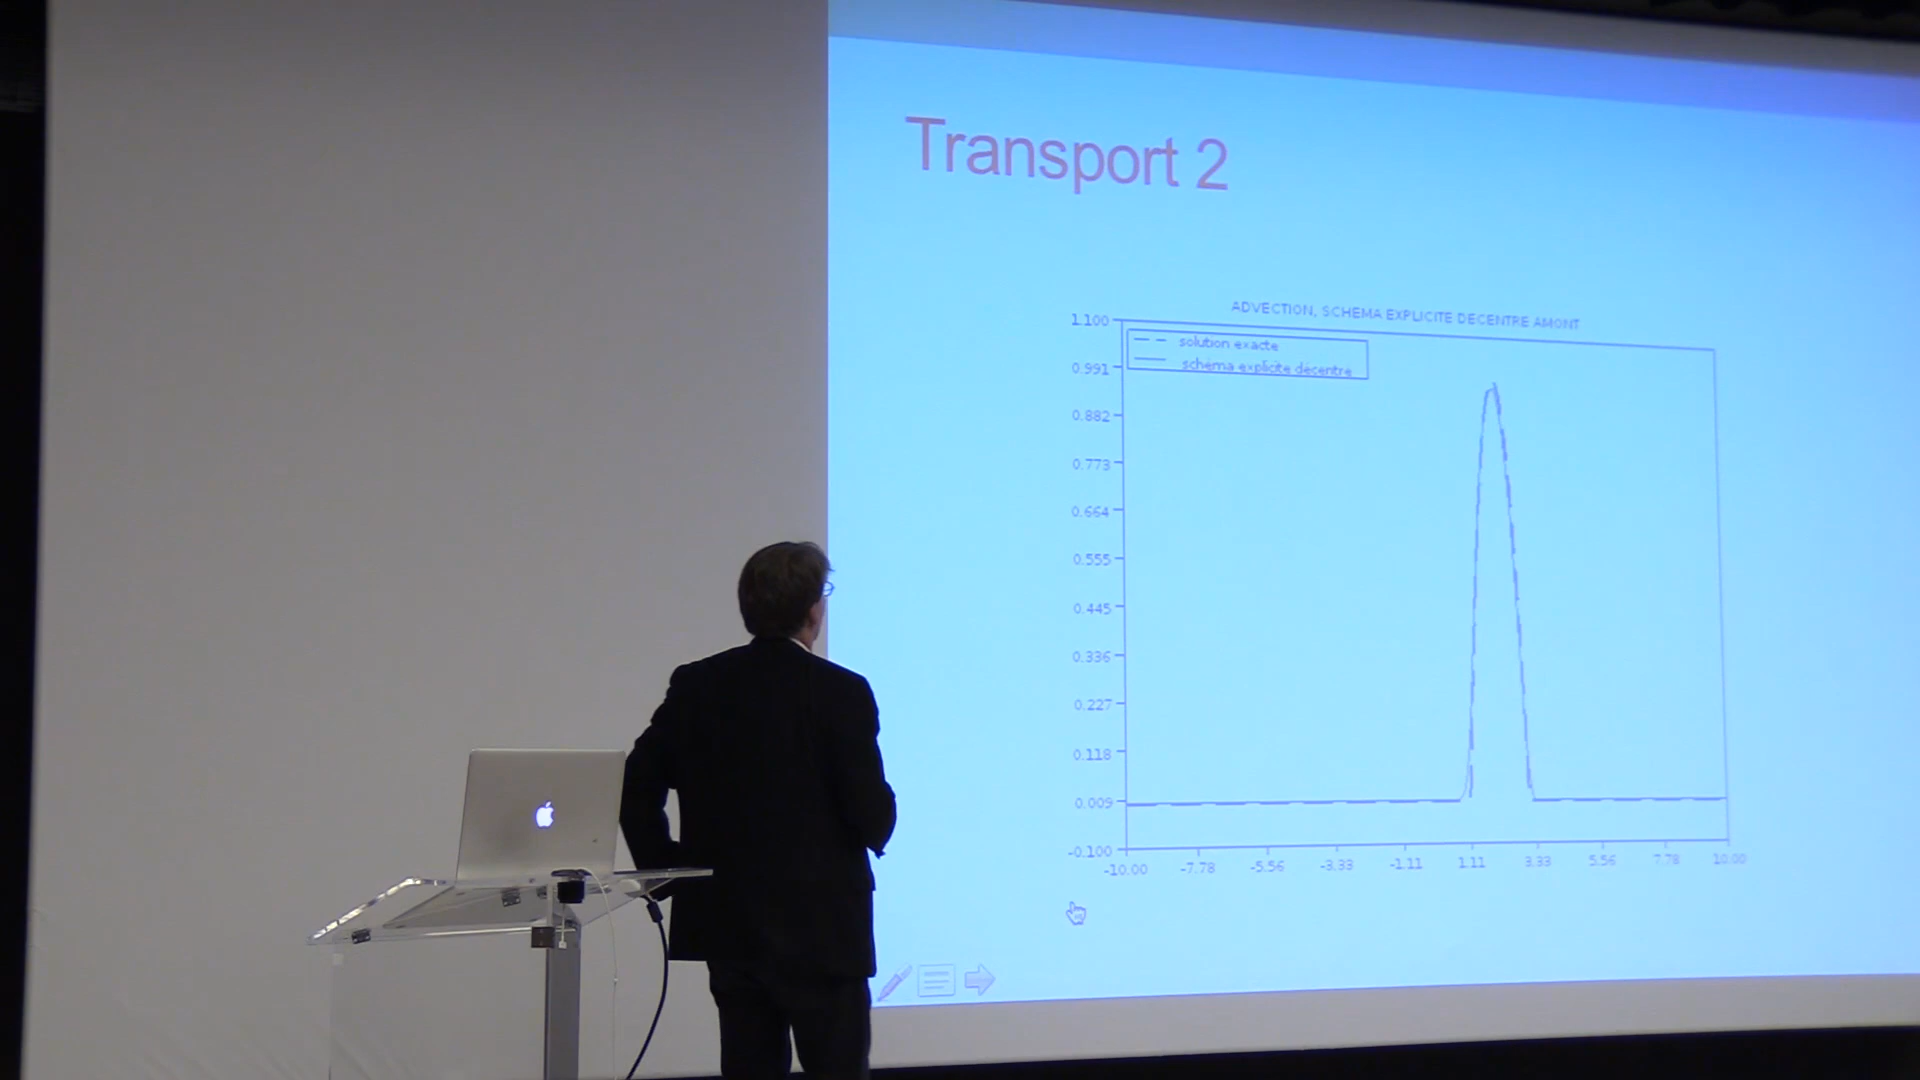 Transport 2
ADVECTION, SCHEMA EXPLICITE DECENTRE AMONT
1.100
solution exacte
0.991
schéma explicite décentre
0.882
0.773
0.664
0.555
0.445
0.336
0.227
0.118
0.009
-0.100
-10.00 -7.78 -5.56 -3.33 -1.11 1.11 3.33 5.56 7.78 10.00